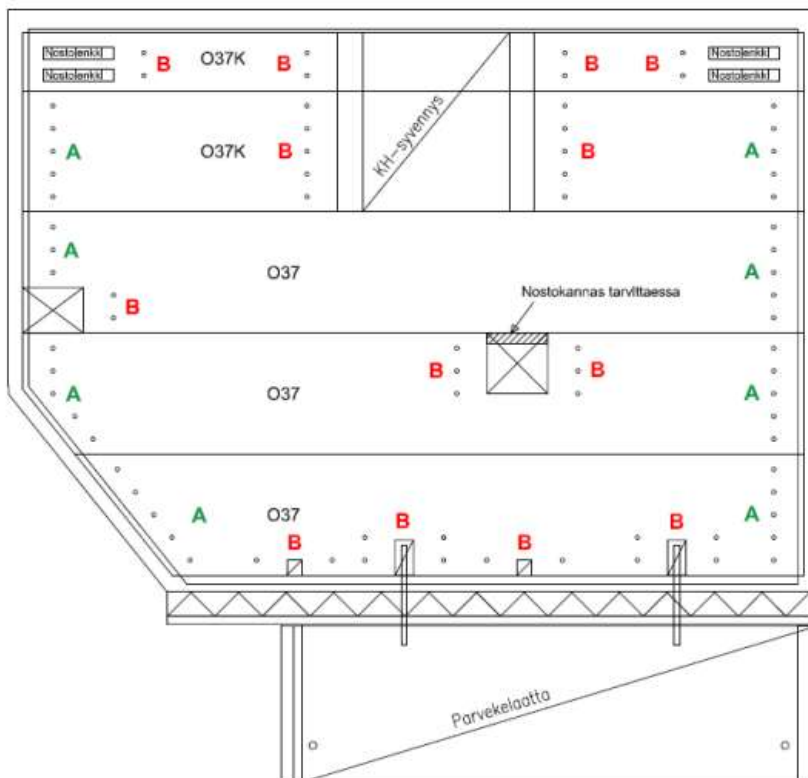 Nostolenkki B O37K B B B Nostolenkki
Nostolenkki Nostolenkki
KH-syvennys
A O37K B B A
A O37 A
Nostokannas tarvittaessa
B
B B
A O37 A
A O37 B B A
B B
Parvekelaatta